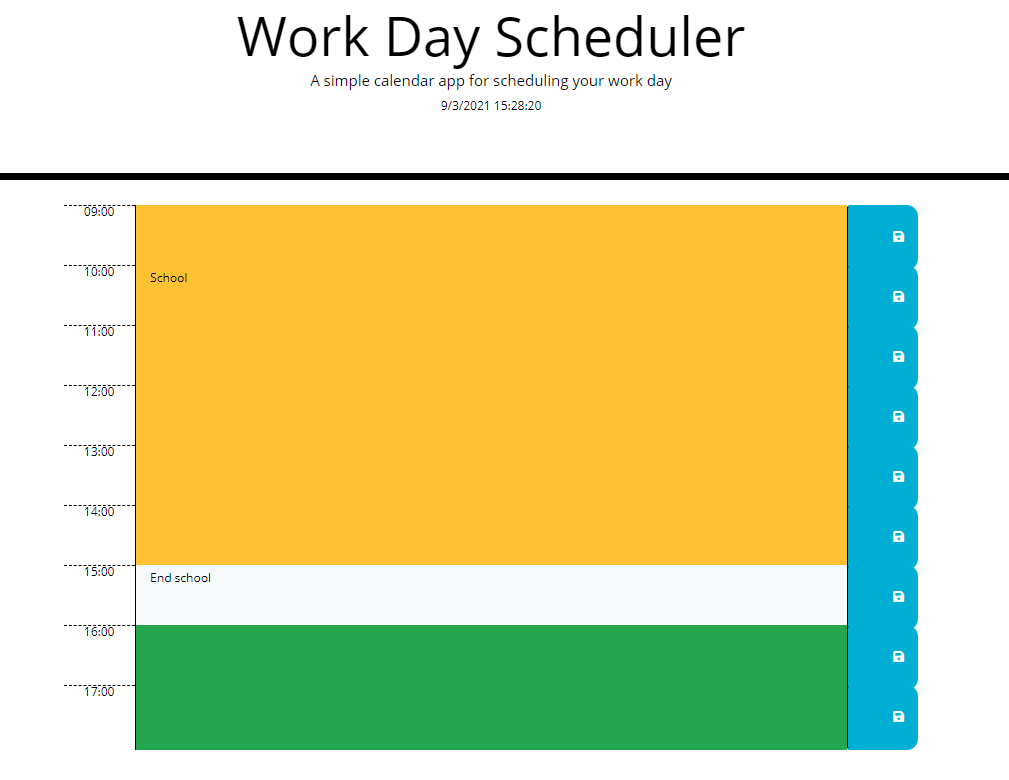 Work Day Scheduler
A simple calendar app for scheduling your work day
9/3/2021 15:28:20
09:00
10:00
School
11:00
12:00
13:00
14:00
15:00
End school
16:00
17:00